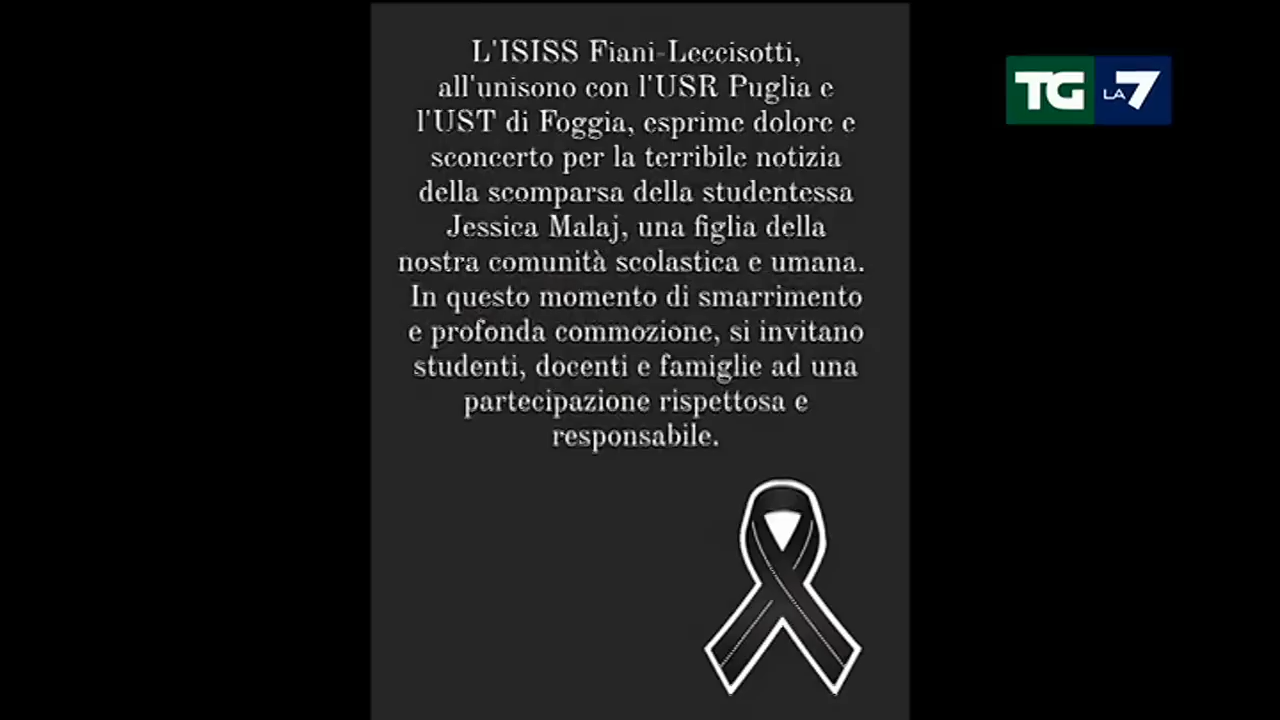 L'ISISS Fiani-Leccisotti,
all'unisono con l'USR Puglia e
l'UST di Foggia, esprime dolore e
sconcerto per la terribile notizia
della scomparsa della studentessa
Jessica Malaj, una figlia della
nostra comunità scolastica e umana.
In questo momento di smarrimento
e profonda commozione, si invitano
studenti, docenti e famiglie ad una
partecipazione rispettosa e
responsabile.
TG LA7